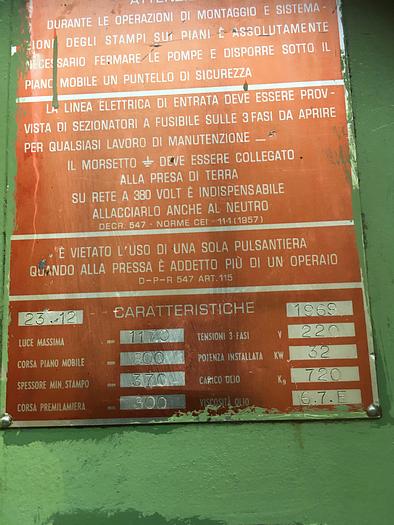 ATTENZIO
DURANTE LE OPERAZIONI DI MONTAGGIO E SISTEMA-
ZIONE DEGLI STAMPI SUI PIANI È ASSOLUTAMENTE
NECESSARIO FERMARE LE POMPE E DISPORRE SOTTO IL
PIANO MOBILE UN PUNTELLO DI SICUREZZA
LA LINEA ELETTRICA DI ENTRATA DEVE ESSERE PROV-
VISTA DI SEZIONATORI A FUSIBILE SULLE 3 FASI DA APRIRE
PER QUALSIASI LAVORO DI MANUTENZIONE
IL MORSETTO ⏚ DEVE ESSERE COLLEGATO
ALLA PRESA DI TERRA
SU RETE A 380 VOLT È INDISPENSABILE
ALLACCIARLO ANCHE AL NEUTRO
DECR. 547 - NORME CEI - 114 (1957)
È VIETATO L'USO DI UNA SOLA PULSANTIERA
QUANDO ALLA PRESSA È ADDETTO PIÙ DI UN OPERAIO
D-P-R 547 ART. 115
23-12 CARATTERISTICHE 1969
LUCE MASSIMA mm 1170 TENSIONI 3-FASI V 220
CORSA PIANO MOBILE mm 800 POTENZA INSTALLATA KW 32
SPESSORE MIN. STAMPO mm 370 CARICO OLIO Kg 720
CORSA PREMILAMIERA mm 300 VISCOSITÀ OLIO 6.7.E